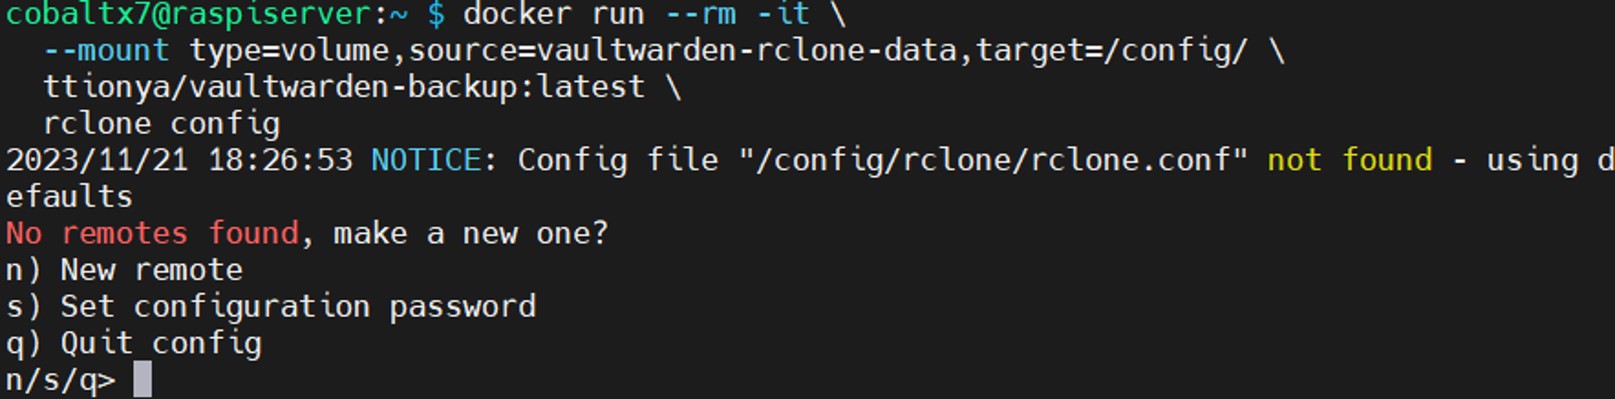 cobaltx7@raspiserver:~ $ docker run --rm -it \
  --mount type=volume,source=vaultwarden-rclone-data,target=/config/ \
  ttionya/vaultwarden-backup:latest \
  rclone config
2023/11/21 18:26:53 NOTICE: Config file "/config/rclone/rclone.conf" not found - using d
efaults
No remotes found, make a new one?
n) New remote
s) Set configuration password
q) Quit config
n/s/q>